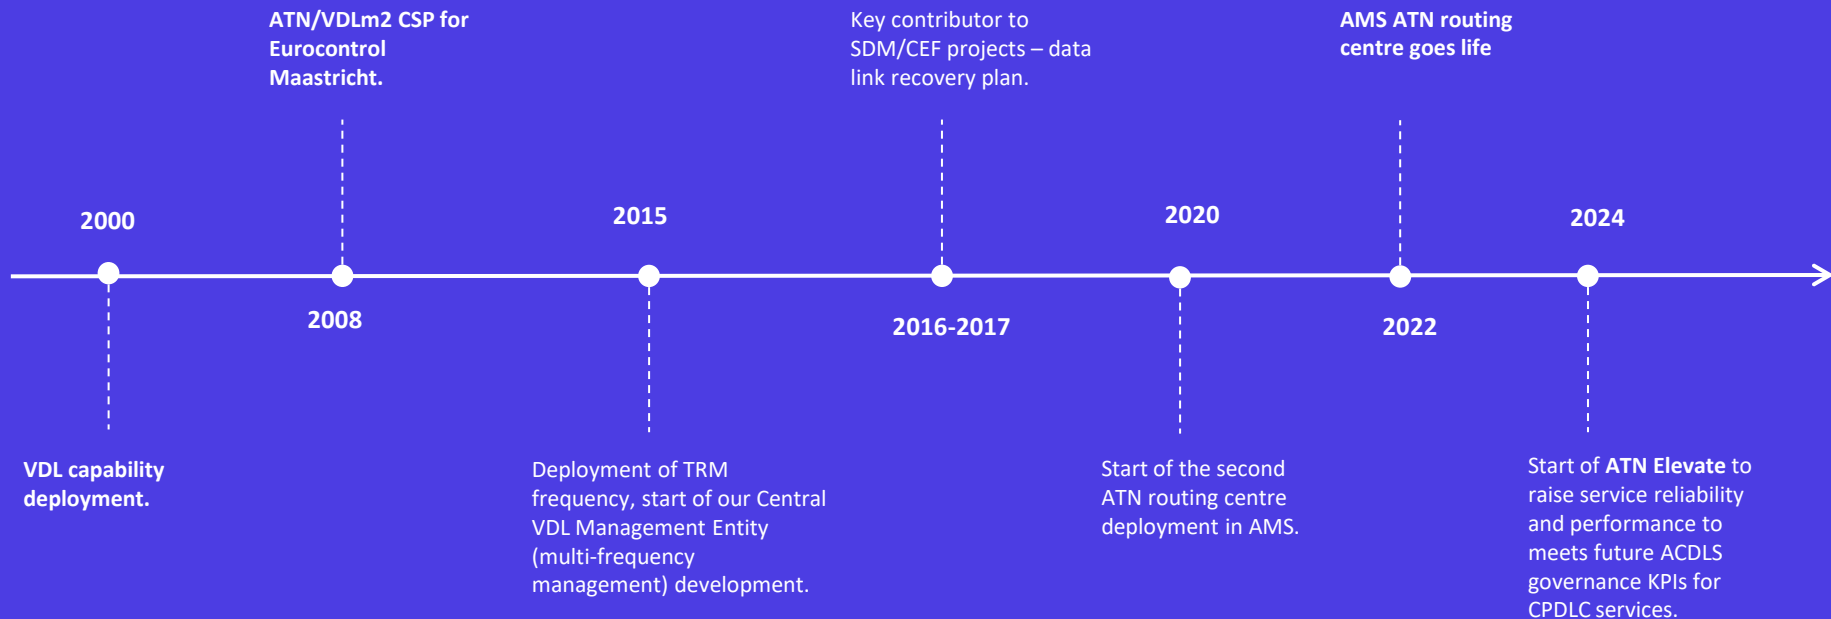 ATN/VDLm2 CSP for
Eurocontrol
Maastricht.
Key contributor to
SDM/CEF projects – data
link recovery plan.
AMS ATN routing
centre goes life
2000
2015
2020
2024
2008
2016-2017
2022
VDL capability
deployment.
Deployment of TRM
frequency, start of our Central
VDL Management Entity
(multi-frequency
management) development.
Start of the second
ATN routing centre
deployment in AMS.
Start of ATN Elevate to
raise service reliability
and performance to
meets future ACDLS
governance KPIs for
CPDLC services.